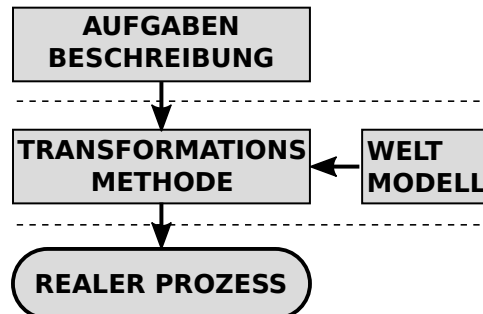 AUFGABEN
BESCHREIBUNG
TRANSFORMATIONS
METHODE
WELT
MODELL
REALER PROZESS